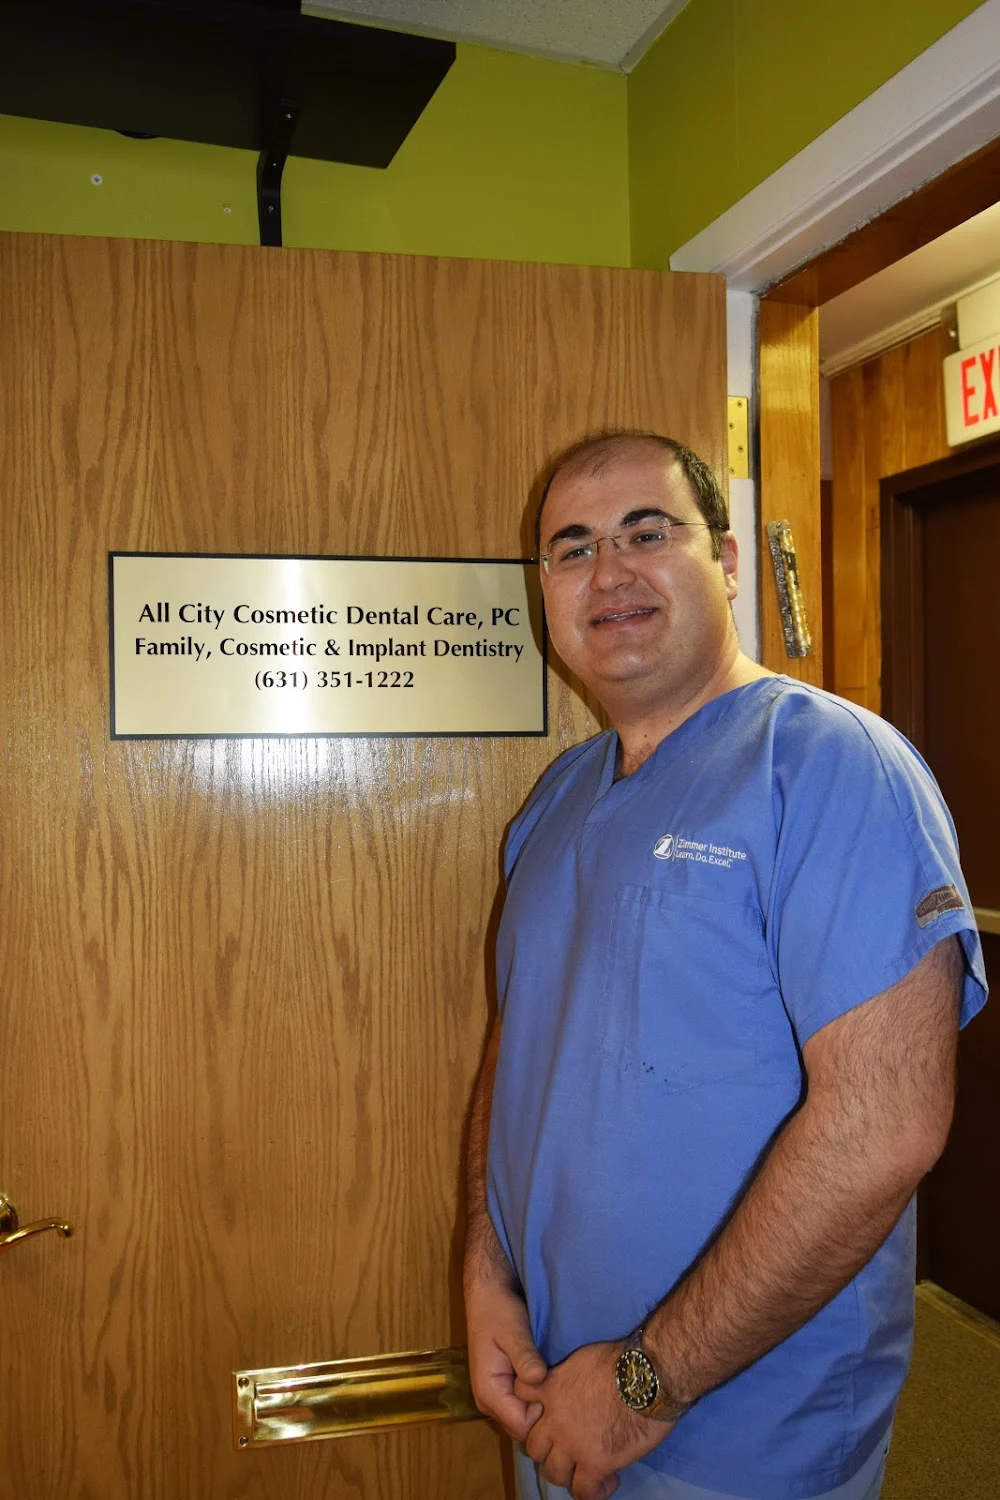 All City Cosmetic Dental Care, PC
Family, Cosmetic & Implant Dentistry
(631) 351-1222
EX
Z Zimmer Institute
Learn. Do. Excel.™